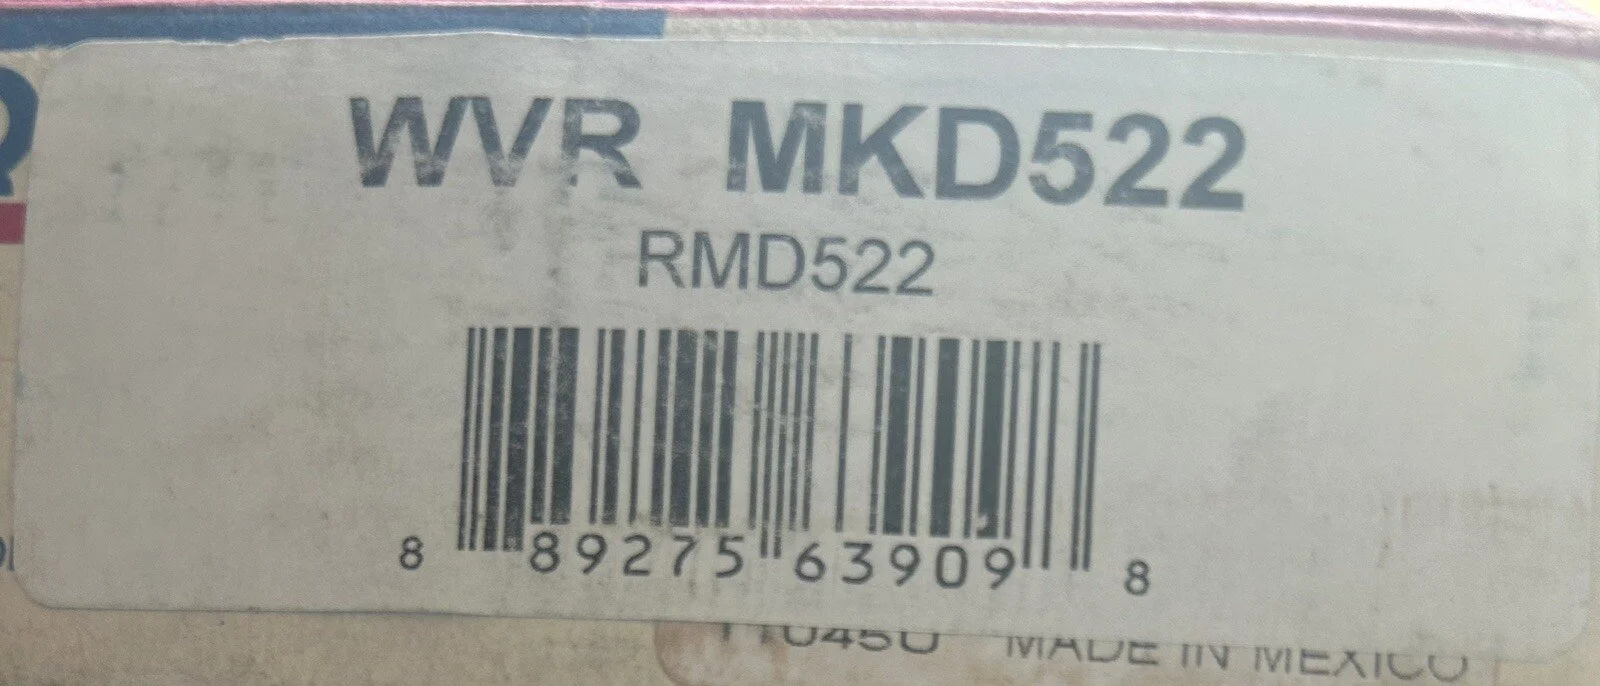 WVR MKD522
RMD522
8 89275 63909 8
MADE IN MEXICO